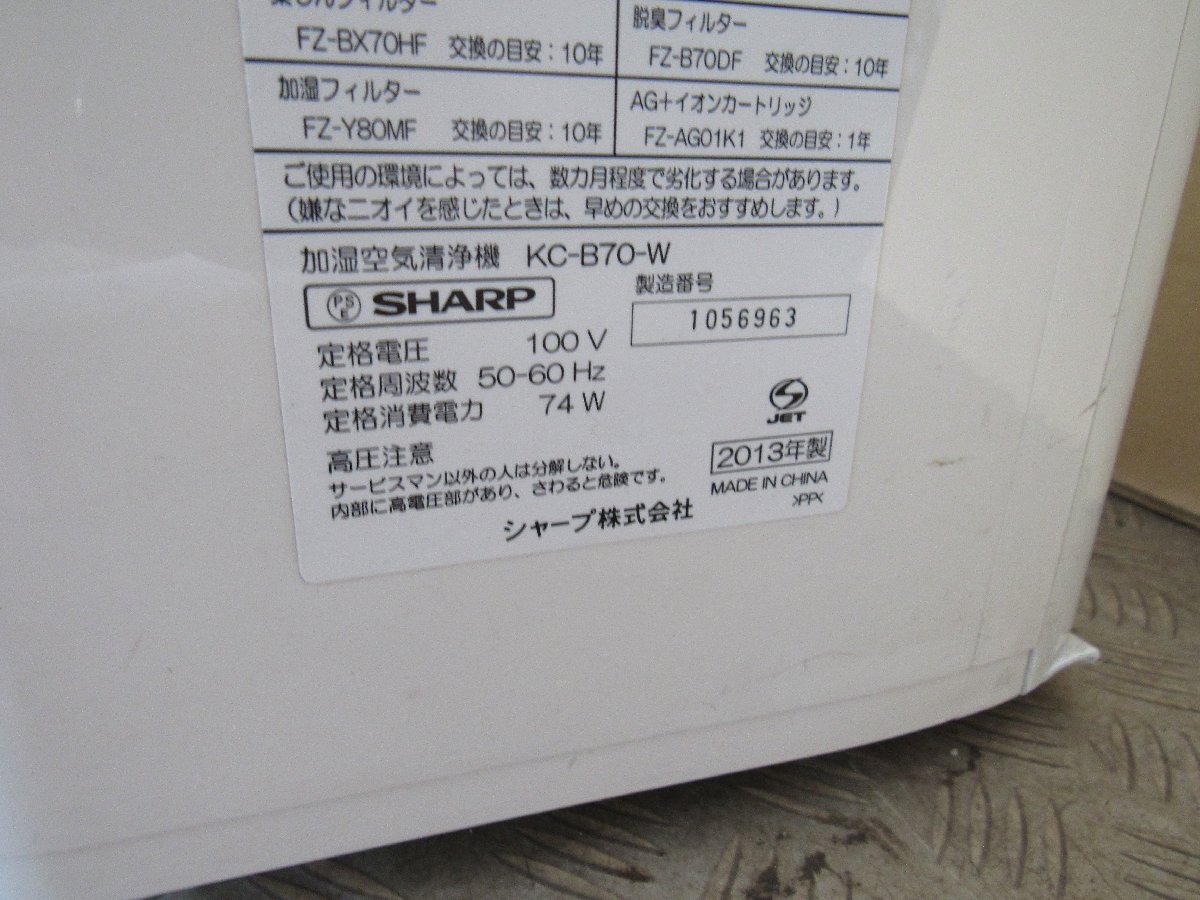 フィルター
FZ-BX70HF 交換の目安:10年
脱臭フィルター
FZ-B70DF 交換の目安:10年
加湿フィルター
FZ-Y80MF 交換の目安:10年
AG+イオンカートリッジ
FZ-AG01K1 交換の目安:1年
ご使用の環境によっては、数カ月程度で劣化する場合があります。
(嫌なニオイを感じたときは、早めの交換をおすすめします。)
加湿空気清浄機 KC-B70-W
PSE SHARP
製造番号
1056963
定格電圧 100 V
定格周波数 50-60 Hz
定格消費電力 74 W
JET
高圧注意
サービスマン以外の人は分解しない。
内部に高電圧部があり、さわると危険です。
2013年製
MADE IN CHINA
>PP<
シャープ株式会社